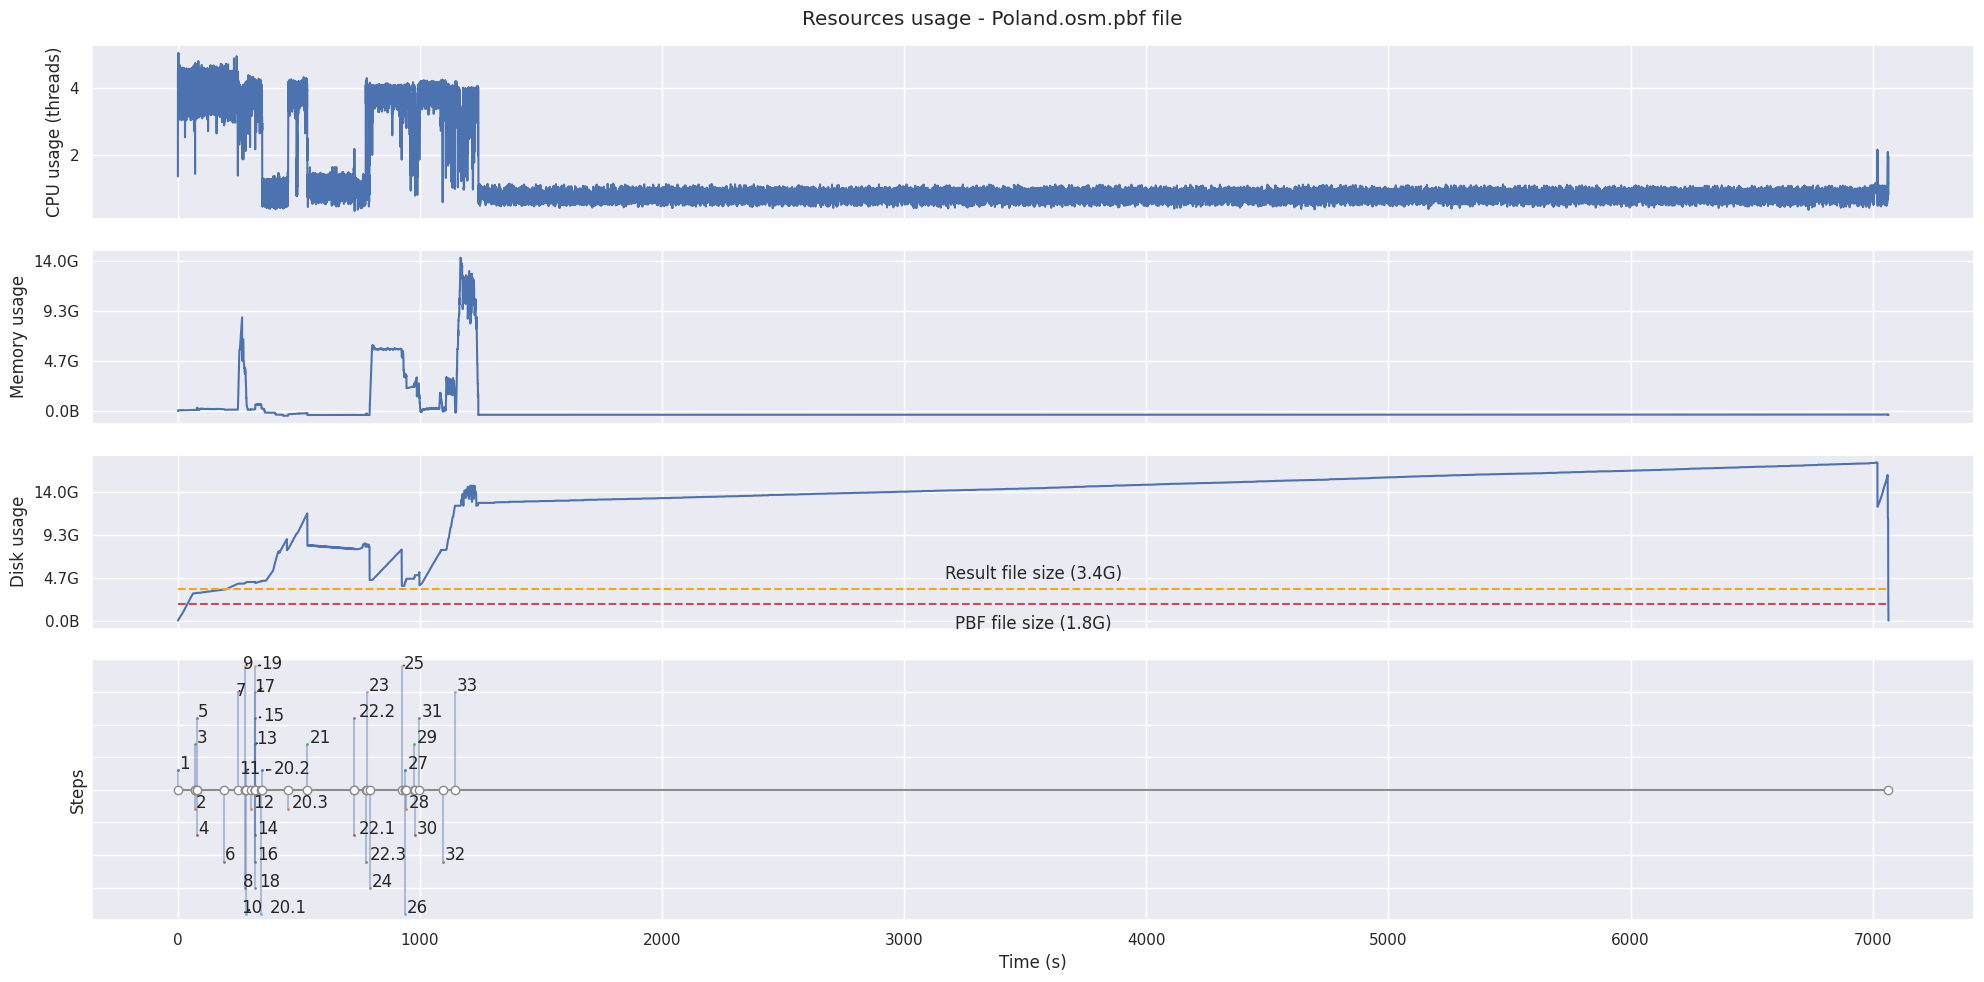 Resources usage - Poland.osm.pbf file
CPU usage (threads)
4
2
Memory usage
14.0G
9.3G
4.7G
0.0B
Disk usage
14.0G
9.3G
4.7G
0.0B
Result file size (3.4G)
PBF file size (1.8G)
Steps
9
19
25
7
17
23
33
5
15
22.2
31
3
13
21
29
1
11
20.2
27
2
12
20.3
28
4
14
22.1
30
6
16
22.3
32
8
18
24
10
20.1
26
0
1000
2000
3000
4000
5000
6000
7000
Time (s)